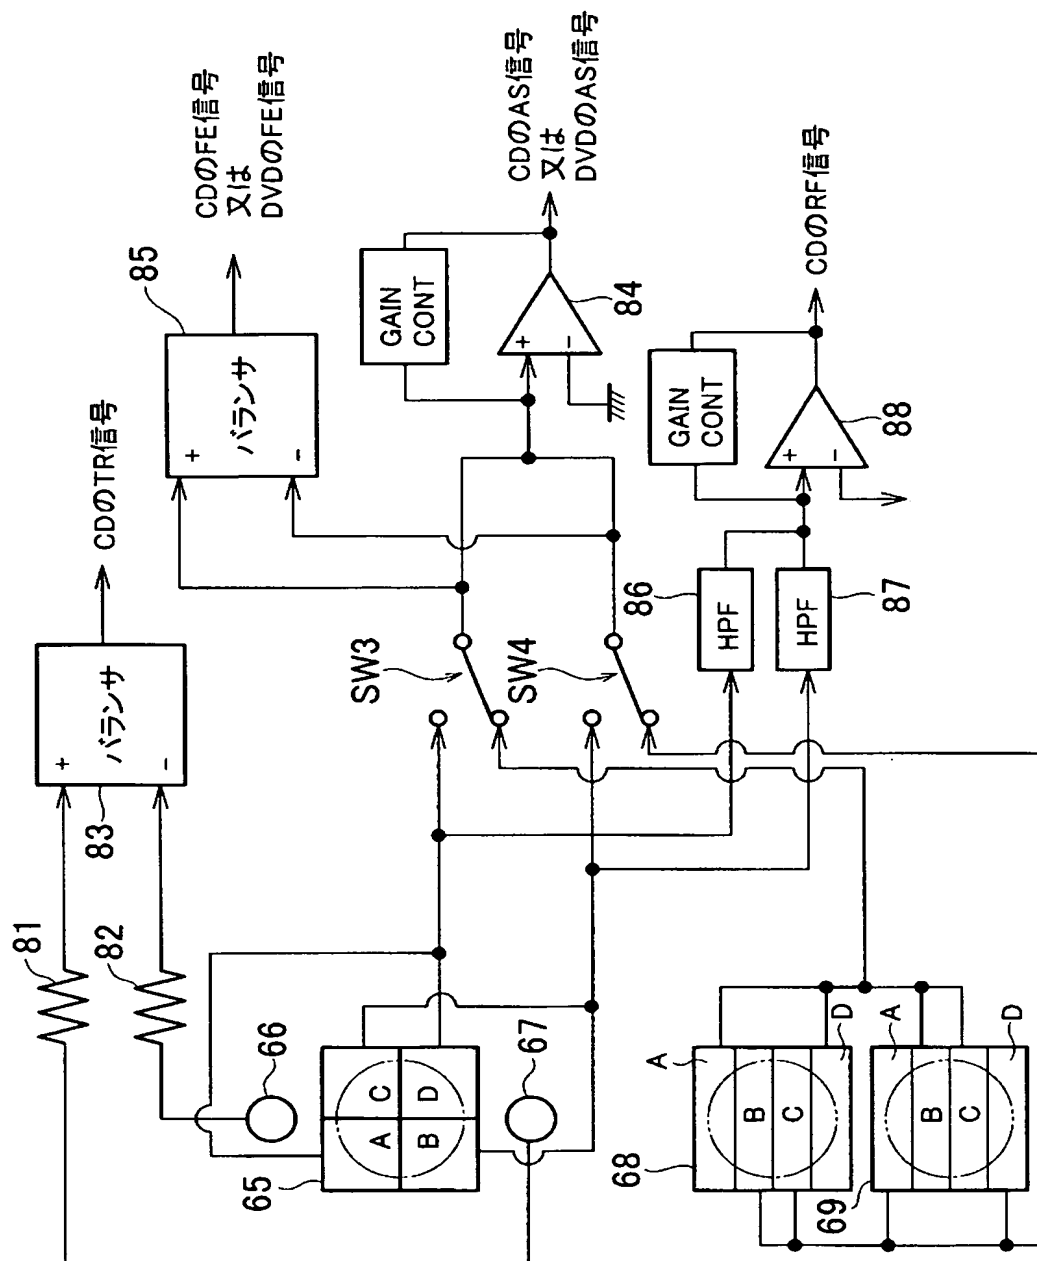 81
82
83
+
バランサ
-
CDのTR信号
85
+
バランサ
-
CDのFE信号
又は
DVDのFE信号
66
65
A
C
B
D
67
SW3
SW4
GAIN
CONT
+
-
84
CDのAS信号
又は
DVDのAS信号
86
HPF
HPF
87
GAIN
CONT
+
-
88
CDのRF信号
68
A
B
C
D
69
A
B
C
D